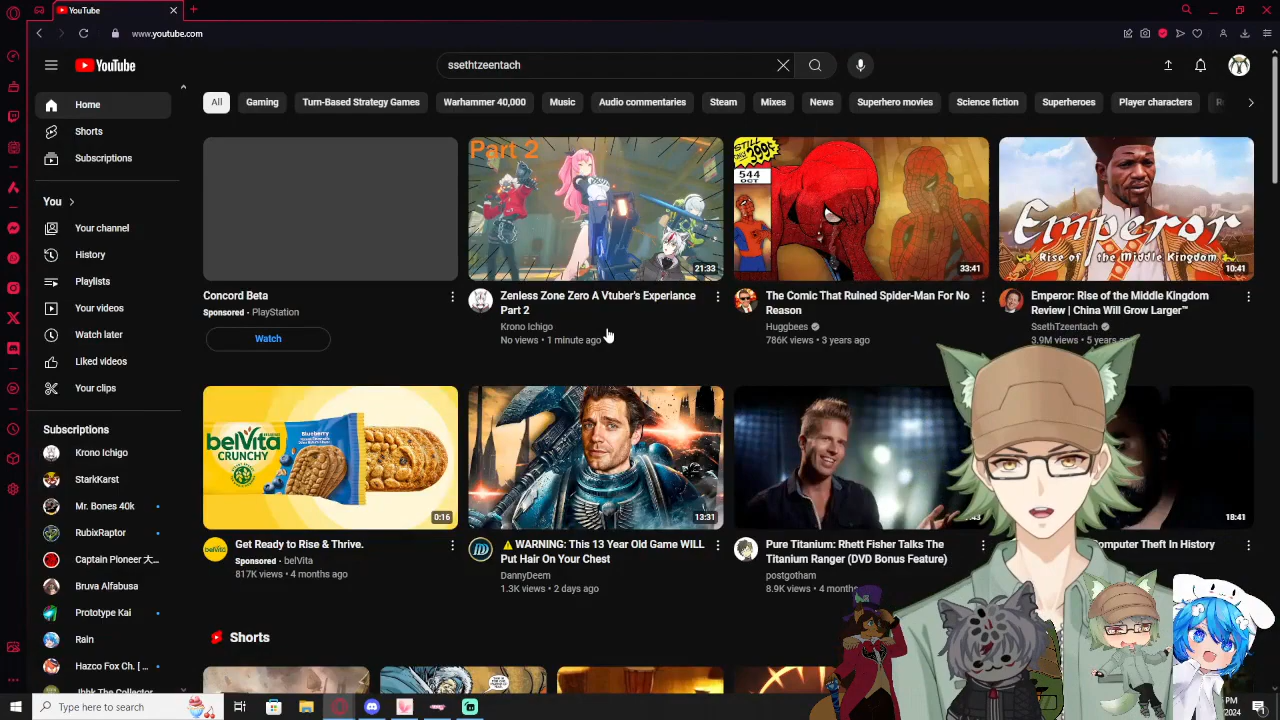 YouTube
www.youtube.com
YouTube
ssethtzeentach
Home
Shorts
Subscriptions
You
Your channel
History
Playlists
Your videos
Watch later
Liked videos
Your clips
Subscriptions
Krono Ichigo
StarkKarst
Mr. Bones 40k
RubixRaptor
Captain Pioneer 大...
Bruva Alfabusa
Prototype Kai
Rain
Hazco Fox Ch. [ ...
All
Gaming
Turn-Based Strategy Games
Warhammer 40,000
Music
Audio commentaries
Steam
Mixes
News
Superhero movies
Science fiction
Superheroes
Player characters
Concord Beta
Sponsored · PlayStation
Watch
Part 2
21:33
Zenless Zone Zero A Vtuber's Experiance
Part 2
Krono Ichigo
No views · 1 minute ago
STILL
ONLY 399¢
544
OCT
33:41
The Comic That Ruined Spider-Man For No
Reason
Huggbees
786K views · 3 years ago
Emperor
Rise of the Middle Kingdom
10:41
Emperor: Rise of the Middle Kingdom
Review | China Will Grow Larger™
SsethTzeentach
3.9M views · 5 years
belVita
CRUNCHY
belVita
Blueberry
0:16
Get Ready to Rise & Thrive.
Sponsored · belVita
817K views · 4 months ago
13:31
⚠WARNING: This 13 Year Old Game WILL
Put Hair On Your Chest
DannyDeem
1.3K views · 2 days ago
Pure Titanium: Rhett Fisher Talks The
Titanium Ranger (DVD Bonus Feature)
postgotham
8.9K views · 4 months
18:41
Computer Theft In History
Shorts
Type here to search
PM
2024